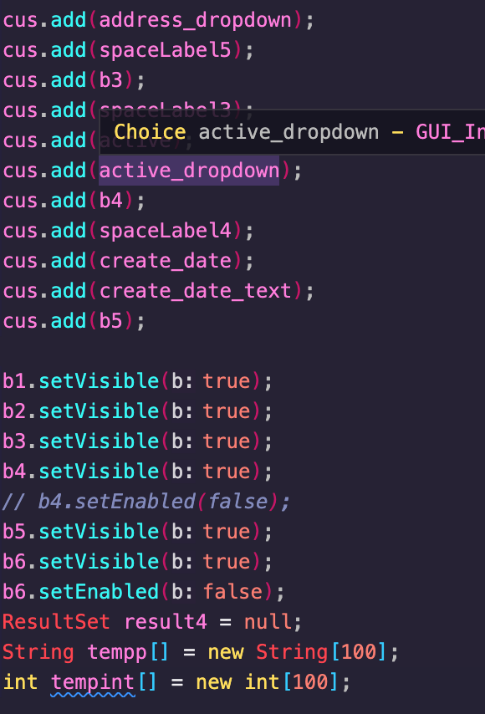 cus.add(address_dropdown);
cus.add(spaceLabel5);
cus.add(b3);
cus.add(spaceLabel3);
Choice active_dropdown – GUI_In
cus.add(active);
cus.add(active_dropdown);
cus.add(b4);
cus.add(spaceLabel4);
cus.add(create_date);
cus.add(create_date_text);
cus.add(b5);
b1.setVisible(b: true);
b2.setVisible(b: true);
b3.setVisible(b: true);
b4.setVisible(b: true);
// b4.setEnabled(false);
b5.setVisible(b: true);
b6.setVisible(b: true);
b6.setEnabled(b: false);
ResultSet result4 = null;
String tempp[] = new String[100];
int tempint[] = new int[100];